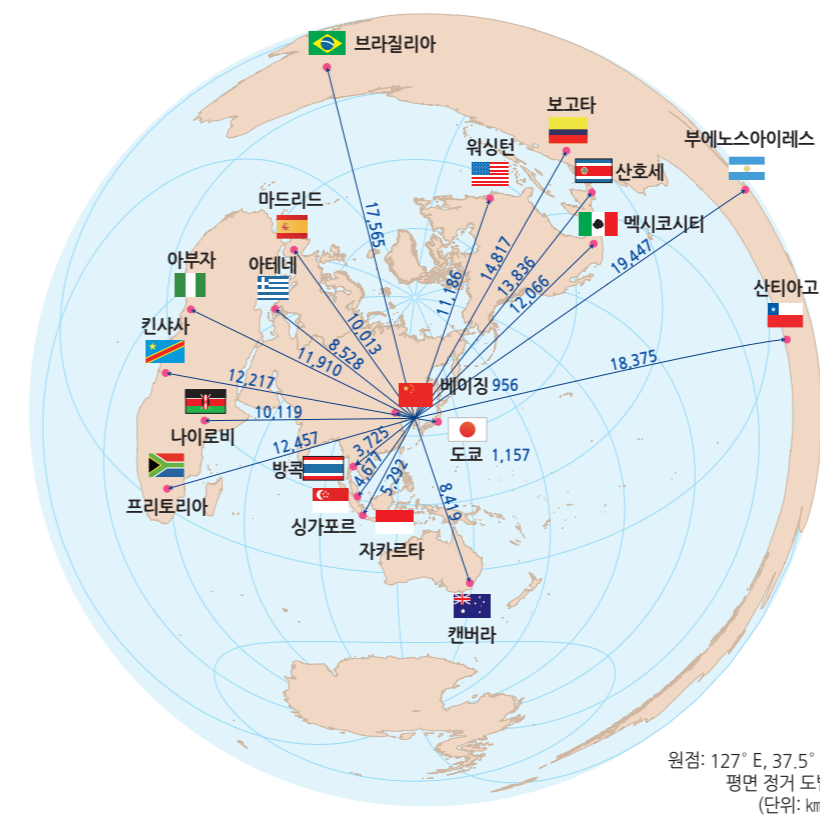 브라질리아
보고타
워싱턴
산호세
부에노스아이레스
마드리드
멕시코시티
아부자
아테네
산티아고
킨샤사
17,565
11,186
14,817
13,836
12,066
19,447
10,013
8,528
11,910
12,217
18,375
베이징 956
10,119
나이로비
12,457
방콕
3,725
4,677
5,292
8,419
도쿄 1,157
프리토리아
싱가포르
자카르타
캔버라
원점: 127° E, 37.5°
평면 정거 도
(단위: km